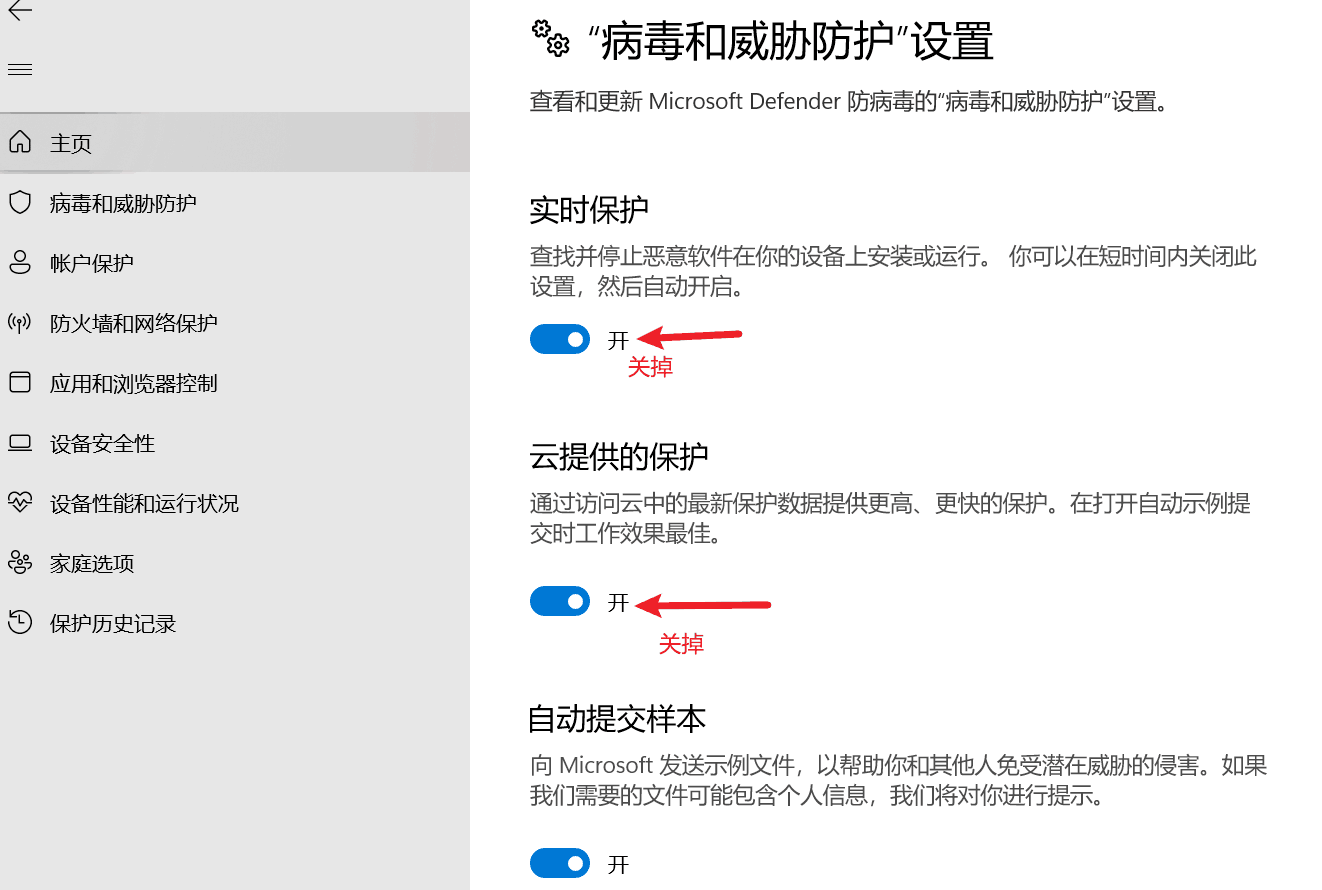 “病毒和威胁防护”设置
查看和更新 Microsoft Defender 防病毒的“病毒和威胁防护”设置。
主页
病毒和威胁防护
帐户保护
防火墙和网络保护
应用和浏览器控制
设备安全性
设备性能和运行状况
家庭选项
保护历史记录
实时保护
查找并停止恶意软件在你的设备上安装或运行。 你可以在短时间内关闭此
设置，然后自动开启。
开
关掉
云提供的保护
通过访问云中的最新保护数据提供更高、更快的保护。在打开自动示例提
交时工作效果最佳。
开
关掉
自动提交样本
向 Microsoft 发送示例文件，以帮助你和其他人免受潜在威胁的侵害。如果
我们需要的文件可能包含个人信息，我们将对你进行提示。
开